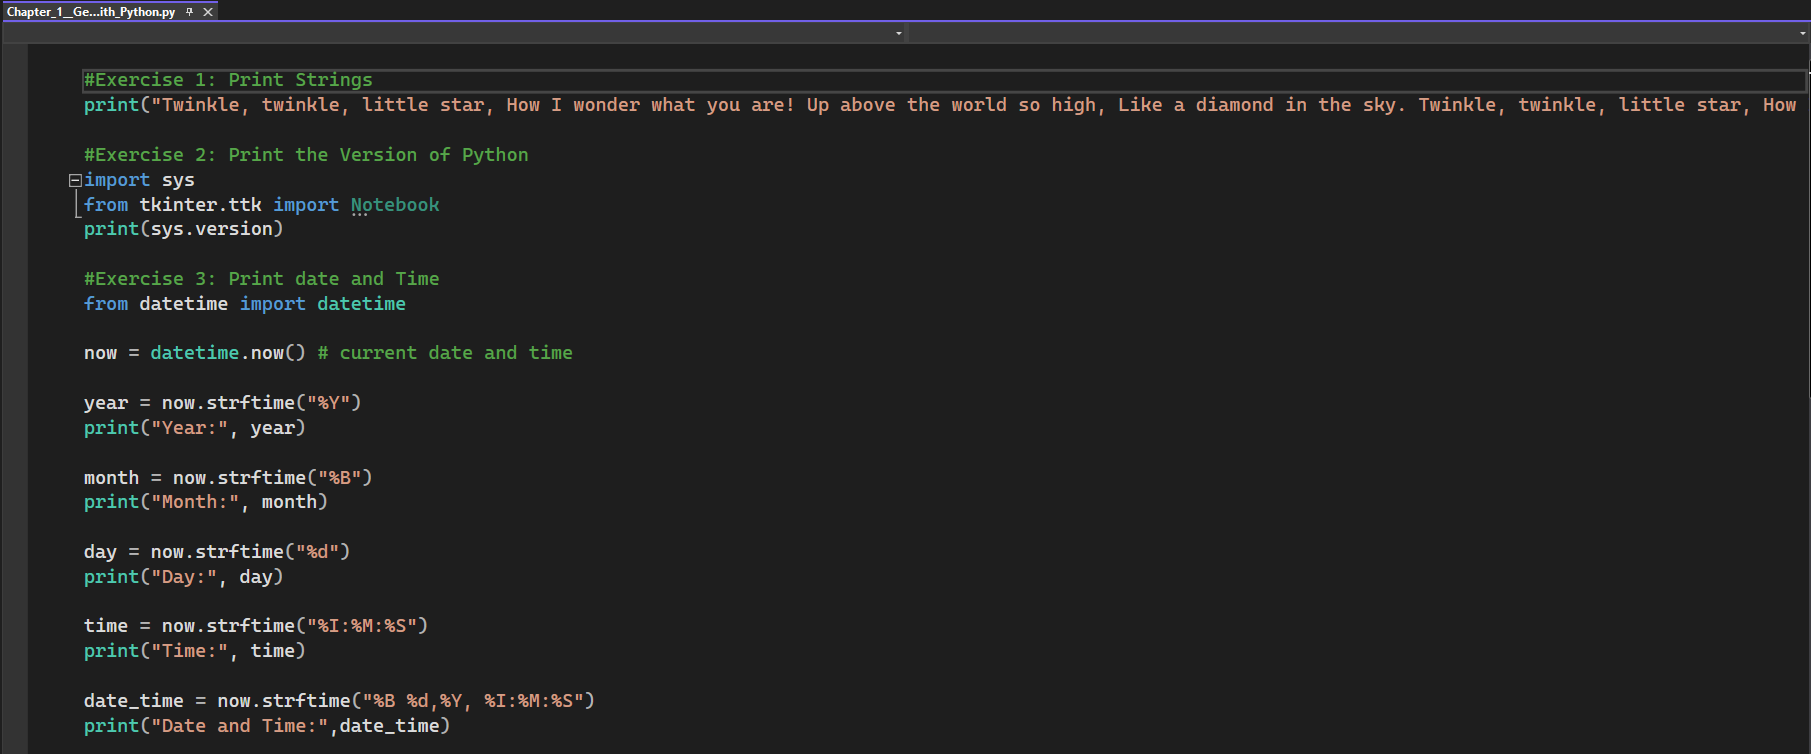 Chapter_1__Ge...ith_Python.py
#Exercise 1: Print Strings
print("Twinkle, twinkle, little star, How I wonder what you are! Up above the world so high, Like a diamond in the sky. Twinkle, twinkle, little star, How
#Exercise 2: Print the Version of Python
import sys
from tkinter.ttk import Notebook
print(sys.version)
#Exercise 3: Print date and Time
from datetime import datetime
now = datetime.now() # current date and time
year = now.strftime("%Y")
print("Year:", year)
month = now.strftime("%B")
print("Month:", month)
day = now.strftime("%d")
print("Day:", day)
time = now.strftime("%I:%M:%S")
print("Time:", time)
date_time = now.strftime("%B %d,%Y, %I:%M:%S")
print("Date and Time:",date_time)